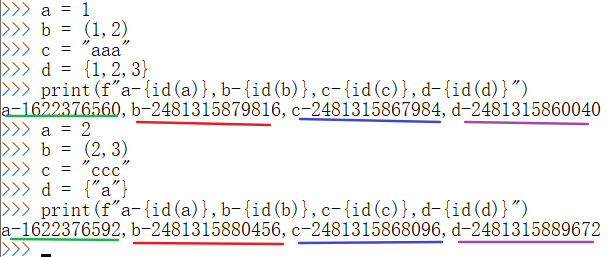 >>> a = 1
>>> b = (1,2)
>>> c = "aaa"
>>> d = {1,2,3}
>>> print(f"a-{id(a)},b-{id(b)},c-{id(c)},d-{id(d)}")
a-1622376560,b-2481315879816,c-2481315867984,d-2481315860040
>>> a = 2
>>> b = (2,3)
>>> c = "ccc"
>>> d = {"a"}
>>> print(f"a-{id(a)},b-{id(b)},c-{id(c)},d-{id(d)}")
a-1622376592,b-2481315880456,c-2481315868096,d-2481315889672
>>>